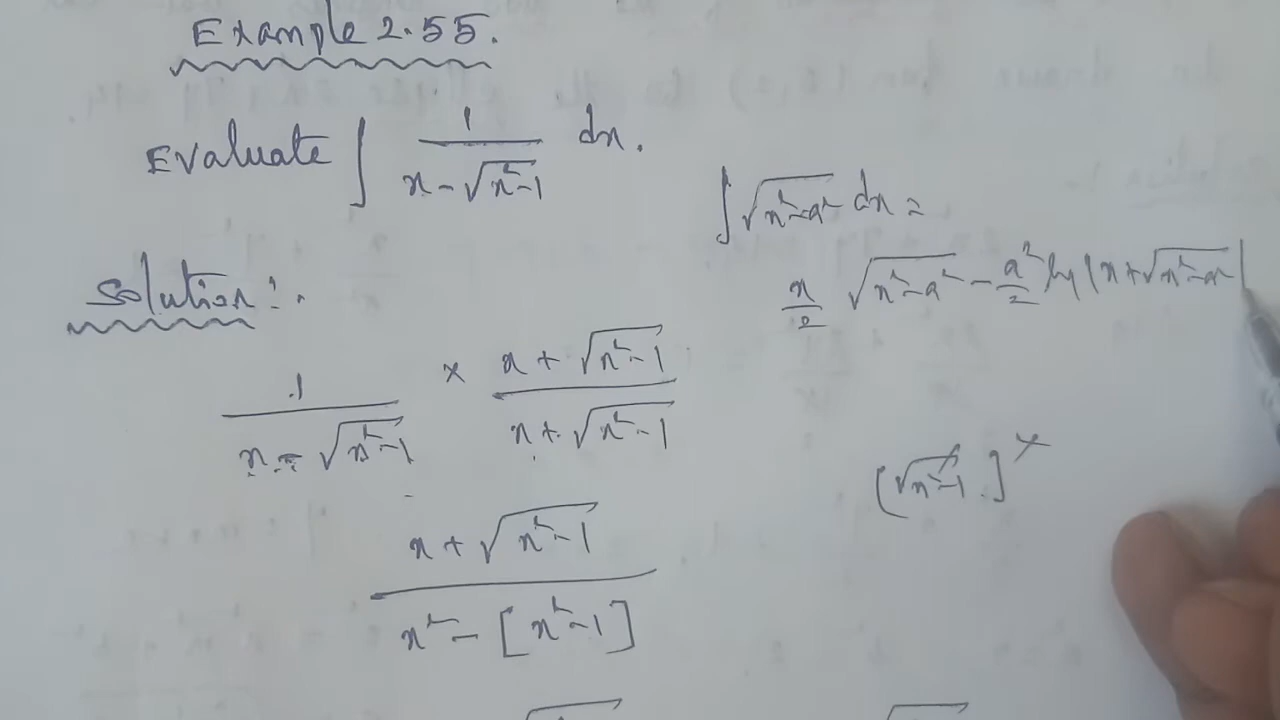 Example 2.55.
Evaluate ∫ 1/(x - √(x²-1)) dx.
∫ √(x²-a²) dx =
x/2 √(x²-a²) - a²/2 log |x + √(x²-a²)|
Solution :.
1/(x - √(x²-1)) × (x + √(x²-1))/(x + √(x²-1))
[√(x²-1)]²
(x + √(x²-1))/(x² - [x²-1])